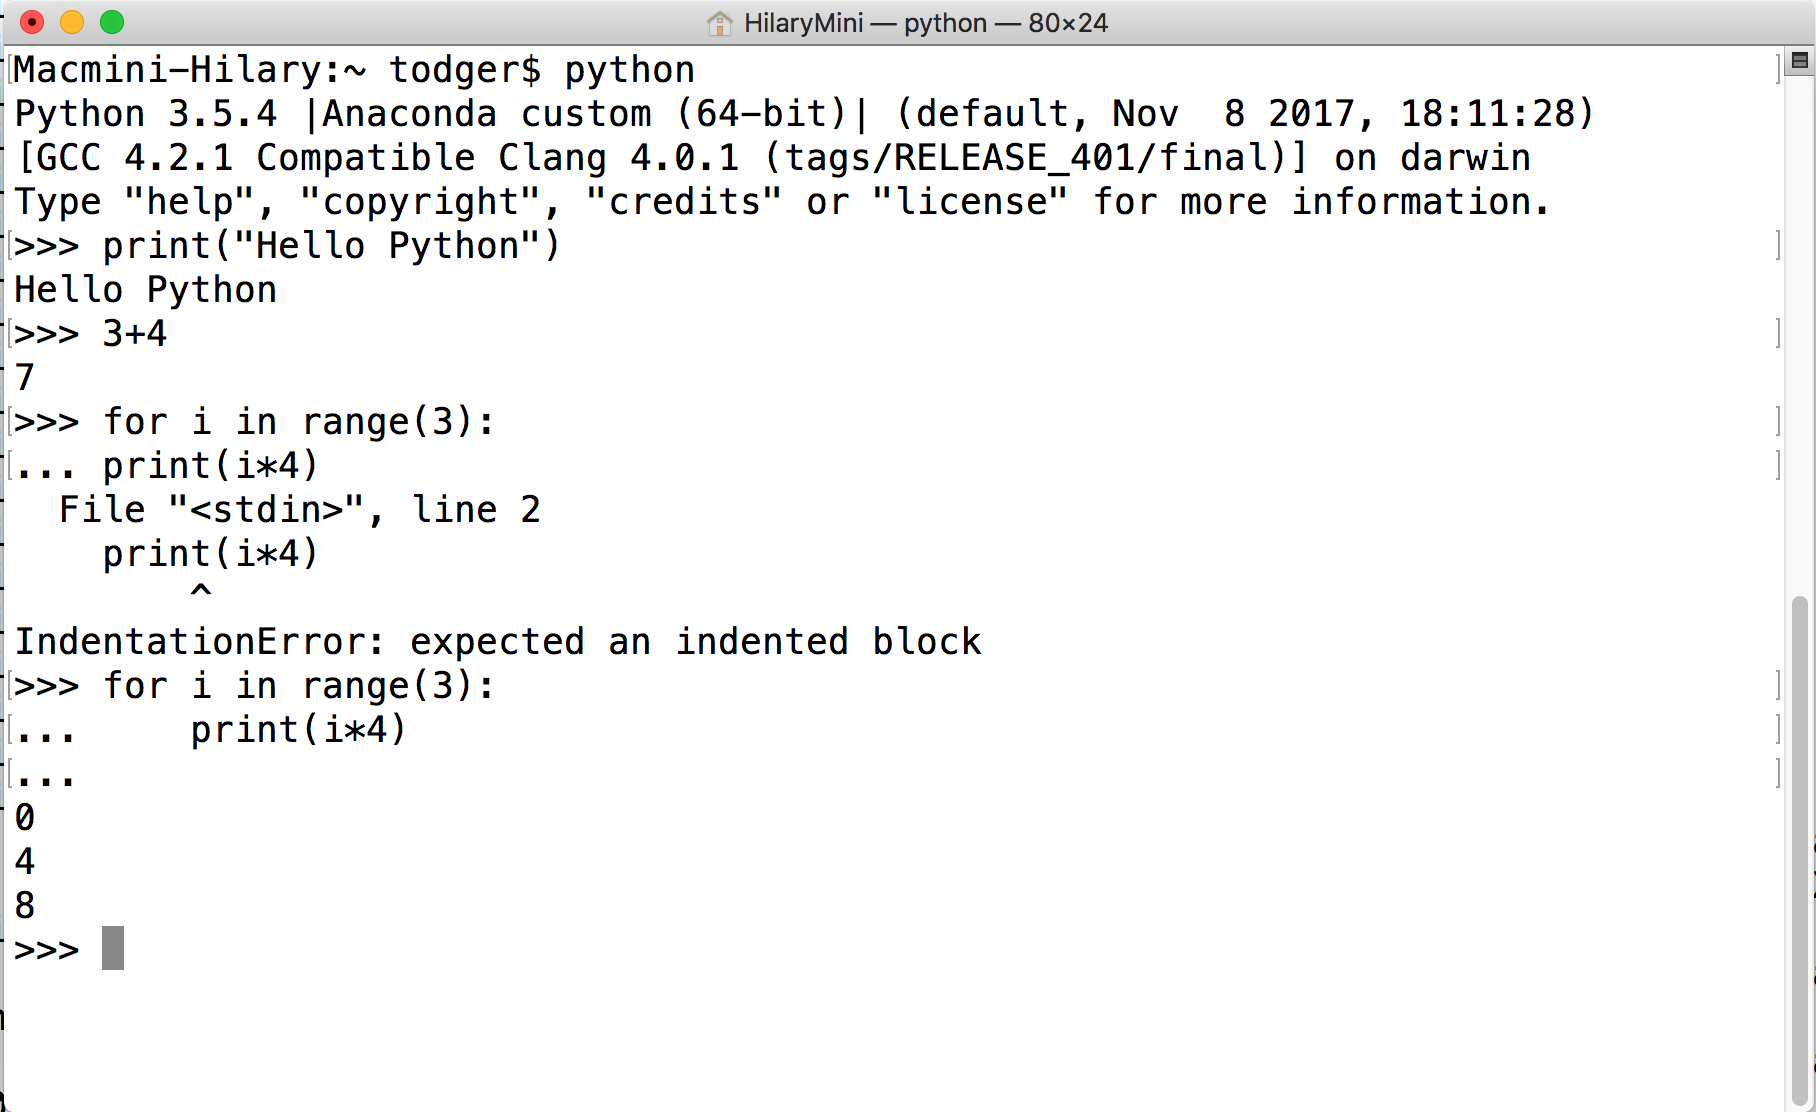 HilaryMini — python — 80×24
Macmini-Hilary:~ todger$ python
Python 3.5.4 |Anaconda custom (64-bit)| (default, Nov  8 2017, 18:11:28)
[GCC 4.2.1 Compatible Clang 4.0.1 (tags/RELEASE_401/final)] on darwin
Type "help", "copyright", "credits" or "license" for more information.
>>> print("Hello Python")
Hello Python
>>> 3+4
7
>>> for i in range(3):
... print(i*4)
  File "<stdin>", line 2
    print(i*4)
        ^
IndentationError: expected an indented block
>>> for i in range(3):
...     print(i*4)
...
0
4
8
>>>